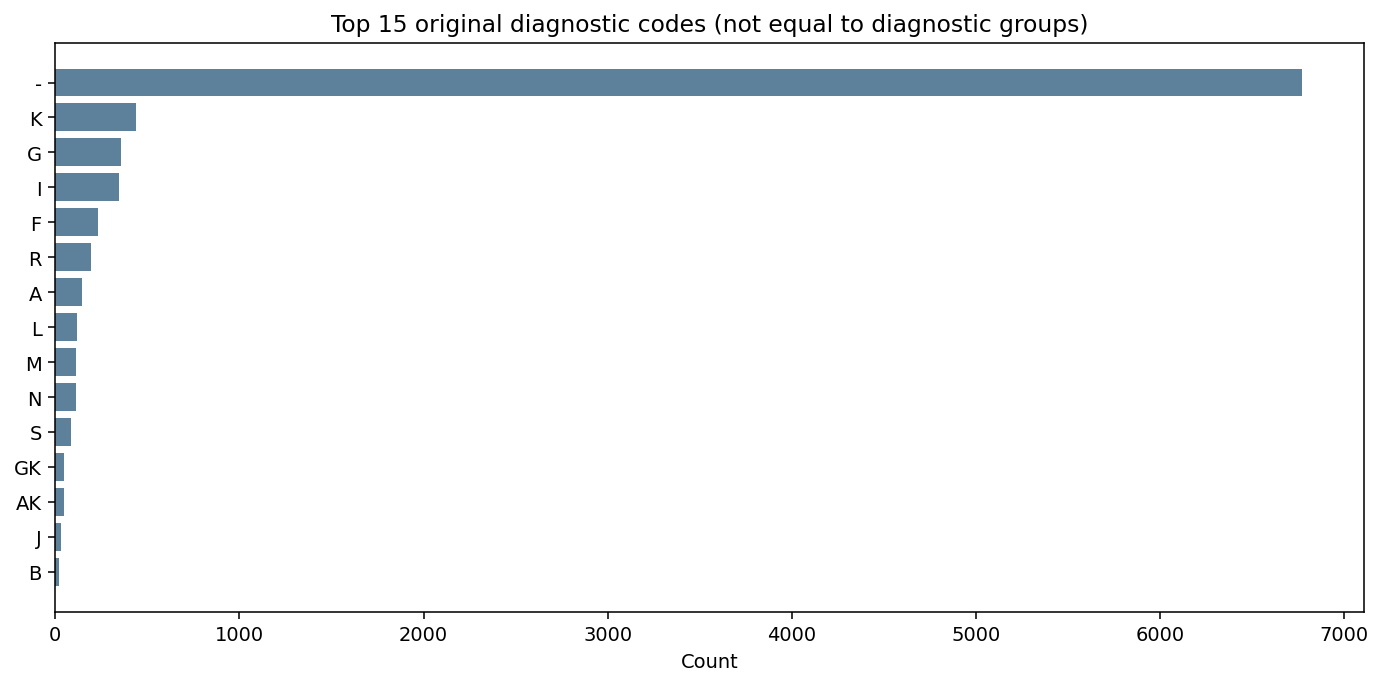 Top 15 original diagnostic codes (not equal to diagnostic groups)
-
K
G
I
F
R
A
L
M
N
S
GK
AK
J
B
0 1000 2000 3000 4000 5000 6000 7000
Count